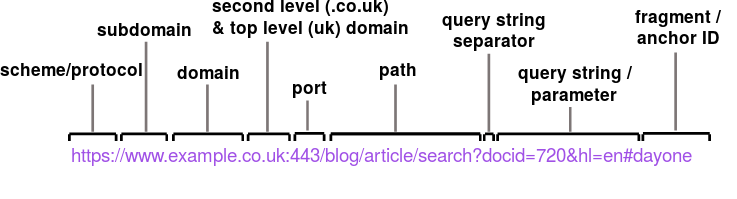 second level (.co.uk)
& top level (uk) domain
subdomain
scheme/protocol
domain
port
path
query string
separator
query string /
parameter
fragment /
anchor ID
https://www.example.co.uk:443/blog/article/search?docid=720&hl=en#dayone